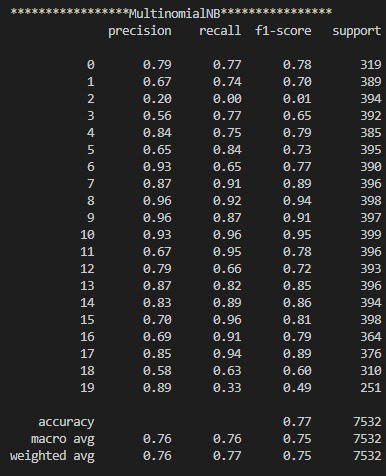 *****************MultinomialNB****************
precision recall f1-score support
0 0.79 0.77 0.78 319
1 0.67 0.74 0.70 389
2 0.20 0.00 0.01 394
3 0.56 0.77 0.65 392
4 0.84 0.75 0.79 385
5 0.65 0.84 0.73 395
6 0.93 0.65 0.77 390
7 0.87 0.91 0.89 396
8 0.96 0.92 0.94 398
9 0.96 0.87 0.91 397
10 0.93 0.96 0.95 399
11 0.67 0.95 0.78 396
12 0.79 0.66 0.72 393
13 0.87 0.82 0.85 396
14 0.83 0.89 0.86 394
15 0.70 0.96 0.81 398
16 0.69 0.91 0.79 364
17 0.85 0.94 0.89 376
18 0.58 0.63 0.60 310
19 0.89 0.33 0.49 251
accuracy 0.77 7532
macro avg 0.76 0.76 0.75 7532
weighted avg 0.76 0.77 0.75 7532